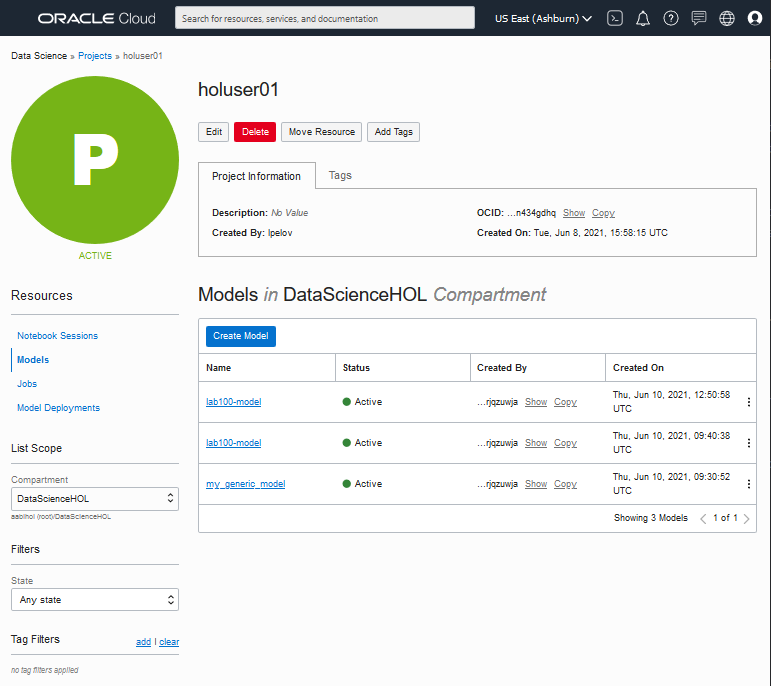 ORACLE Cloud
Search for resources, services, and documentation
US East (Ashburn)
Data Science » Projects » holuser01
P
ACTIVE
holuser01
Edit Delete Move Resource Add Tags
Project Information Tags
Description: No Value
OCID: ...n434gdhq Show Copy
Created By: lpelov
Created On: Tue, Jun 8, 2021, 15:58:15 UTC
Resources
Notebook Sessions
Models
Jobs
Model Deployments
List Scope
Compartment
DataScienceHOL
aablhol (root)/DataScienceHOL
Filters
State
Any state
Tag Filters add | clear
no tag filters applied
Models in DataScienceHOL Compartment
Create Model
Name Status Created By Created On
lab100-model Active ...rjqzuwja Show Copy Thu, Jun 10, 2021, 12:50:58
UTC
lab100-model Active ...rjqzuwja Show Copy Thu, Jun 10, 2021, 09:40:38
UTC
my_generic_model Active ...rjqzuwja Show Copy Thu, Jun 10, 2021, 09:30:52
UTC
Showing 3 Models 1 of 1